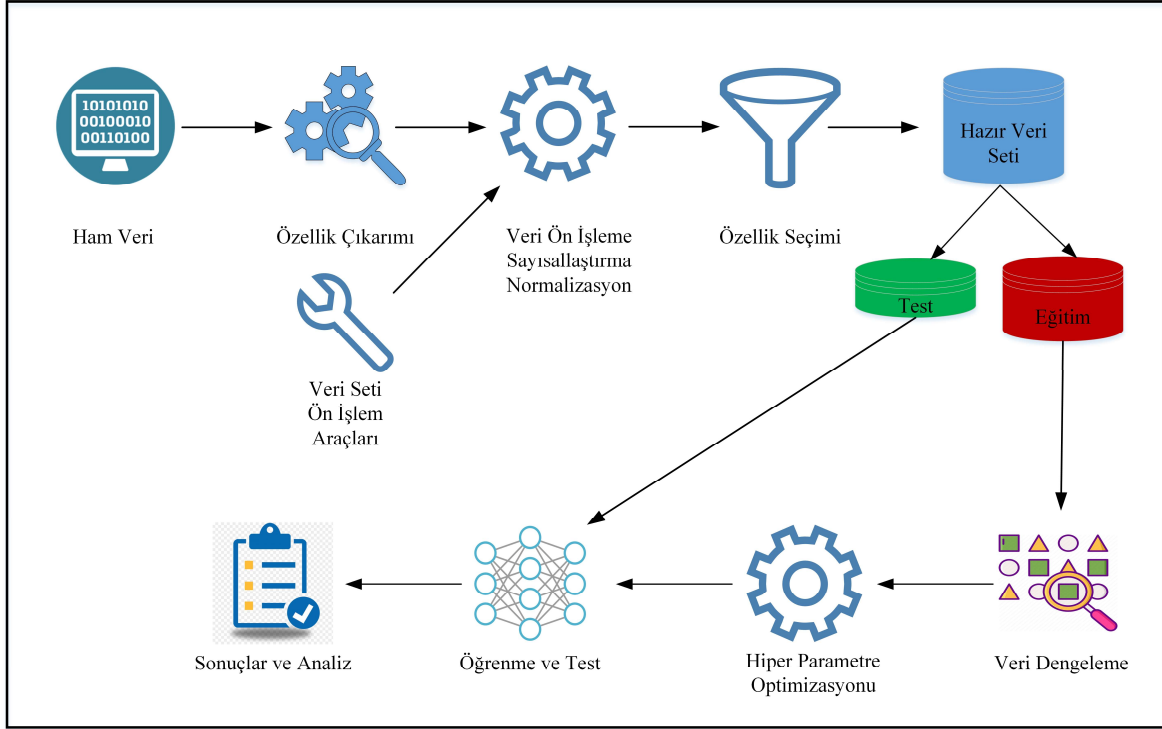 10101010
00100010
00110100
Ham Veri
Özellik Çıkarımı
Veri Ön İşleme
Sayısallaştırma
Normalizasyon
Özellik Seçimi
Hazır Veri
Seti
Test
Eğitim
Veri Seti
Ön İşlem
Araçları
Sonuçlar ve Analiz
Öğrenme ve Test
Hiper Parametre
Optimizasyonu
Veri Dengeleme